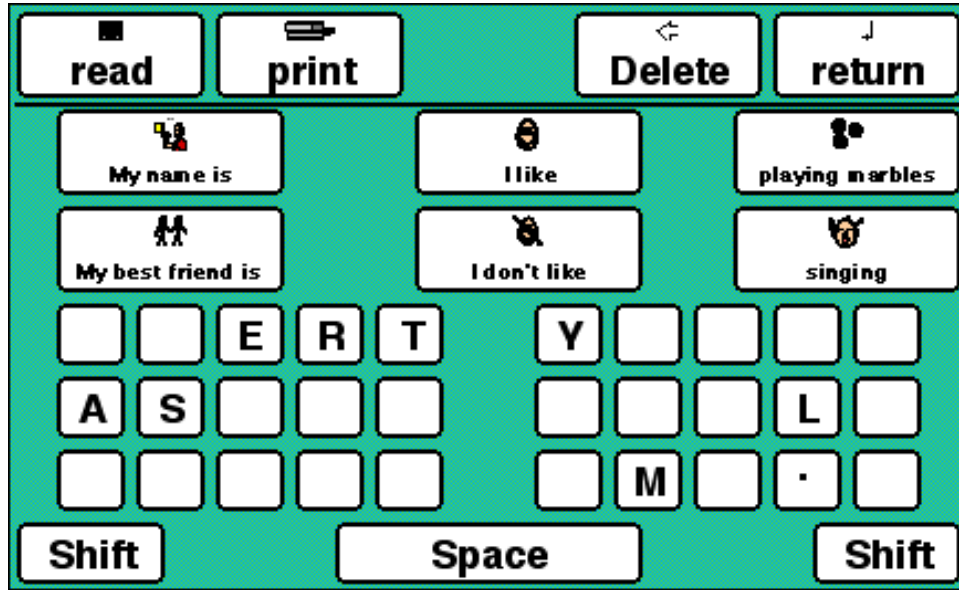 read print Delete return
My name is I like playing marbles
My best friend is I don't like singing
E R T Y
A S L
M .
Shift Space Shift